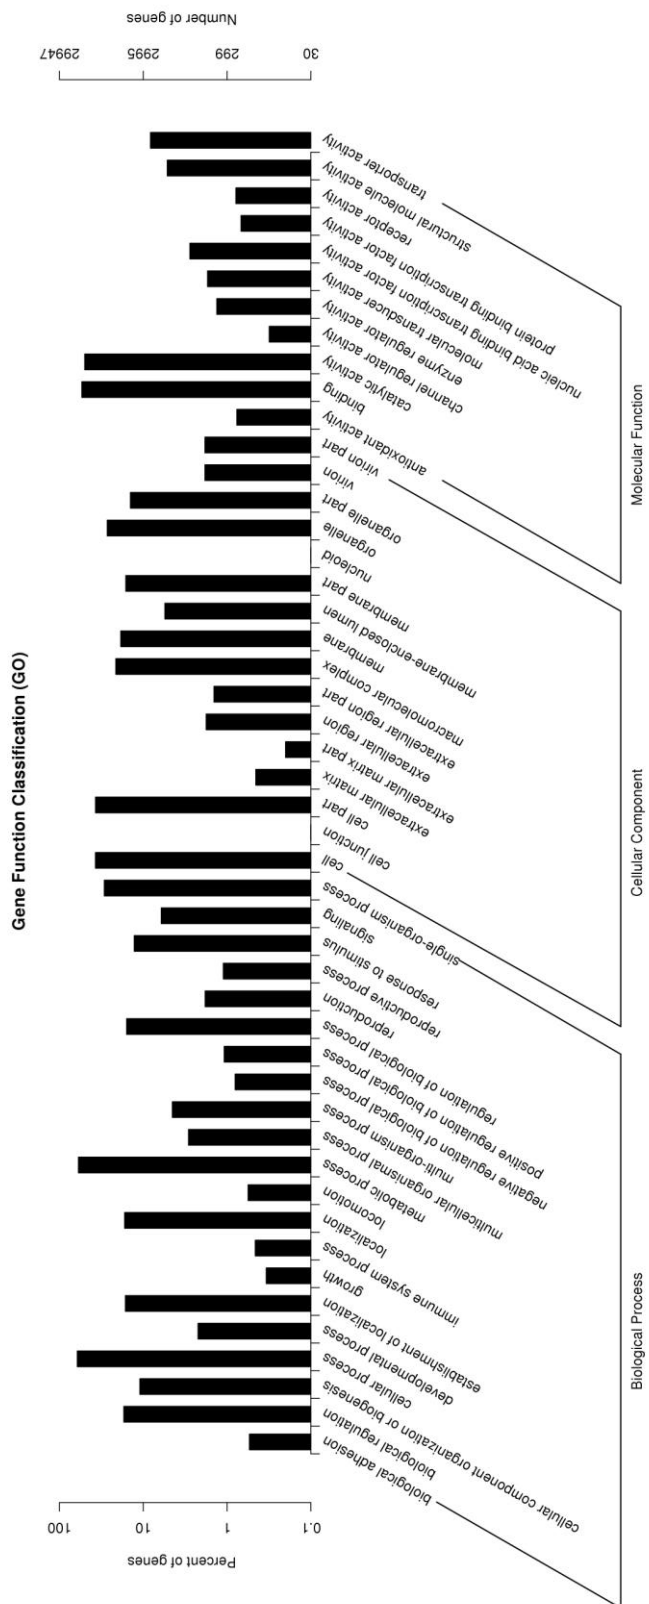 Gene Function Classification (GO)
Percent of genes
100
10
1
0.1
Number of genes
29947
2995
299
30
biological adhesion
biological regulation
cellular component organization or biogenesis
cellular process
developmental process
establishment of localization
growth
immune system process
localization
locomotion
metabolic process
multicellular organismal process
multi-organism process
negative regulation of biological process
positive regulation of biological process
regulation of biological process
reproduction
reproductive process
response to stimulus
signaling
single-organism process
cell
cell junction
cell part
extracellular matrix
extracellular matrix part
extracellular region
extracellular region part
macromolecular complex
membrane
membrane-enclosed lumen
membrane part
nucleoid
organelle
organelle part
virion
virion part
antioxidant activity
binding
catalytic activity
channel regulator activity
enzyme regulator activity
molecular transducer activity
nucleic acid binding transcription factor activity
protein binding transcription factor activity
receptor activity
structural molecule activity
transporter activity
Biological Process
Cellular Component
Molecular Function